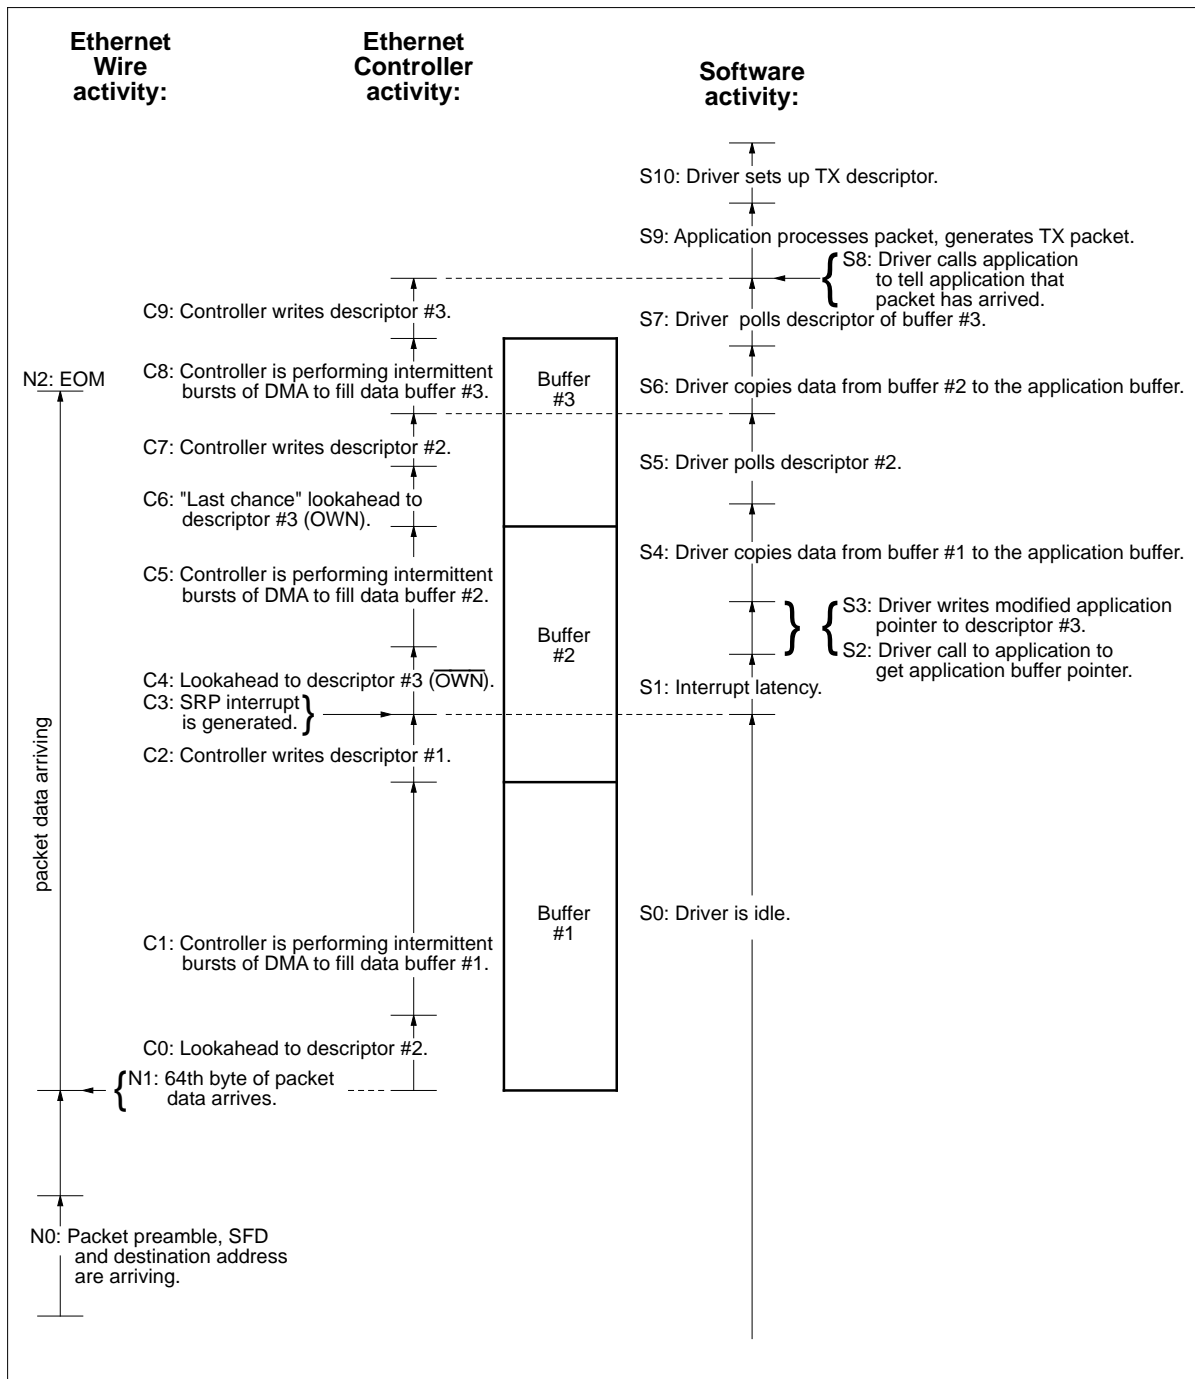 Ethernet
Wire
activity:
Ethernet
Controller
activity:
Software
activity:
S10: Driver sets up TX descriptor.
S9: Application processes packet, generates TX packet.
S8: Driver calls application
to tell application that
packet has arrived.
C9: Controller writes descriptor #3.
S7: Driver polls descriptor of buffer #3.
N2: EOM
C8: Controller is performing intermittent
bursts of DMA to fill data buffer #3.
Buffer
#3
S6: Driver copies data from buffer #2 to the application buffer.
C7: Controller writes descriptor #2.
S5: Driver polls descriptor #2.
C6: "Last chance" lookahead to
descriptor #3 (OWN).
S4: Driver copies data from buffer #1 to the application buffer.
C5: Controller is performing intermittent
bursts of DMA to fill data buffer #2.
S3: Driver writes modified application
pointer to descriptor #3.
Buffer
#2
S2: Driver call to application to
get application buffer pointer.
C4: Lookahead to descriptor #3 (O̅W̅N̅).
S1: Interrupt latency.
C3: SRP interrupt
is generated.
C2: Controller writes descriptor #1.
packet data arriving
Buffer
#1
S0: Driver is idle.
C1: Controller is performing intermittent
bursts of DMA to fill data buffer #1.
C0: Lookahead to descriptor #2.
N1: 64th byte of packet
data arrives.
N0: Packet preamble, SFD
and destination address
are arriving.